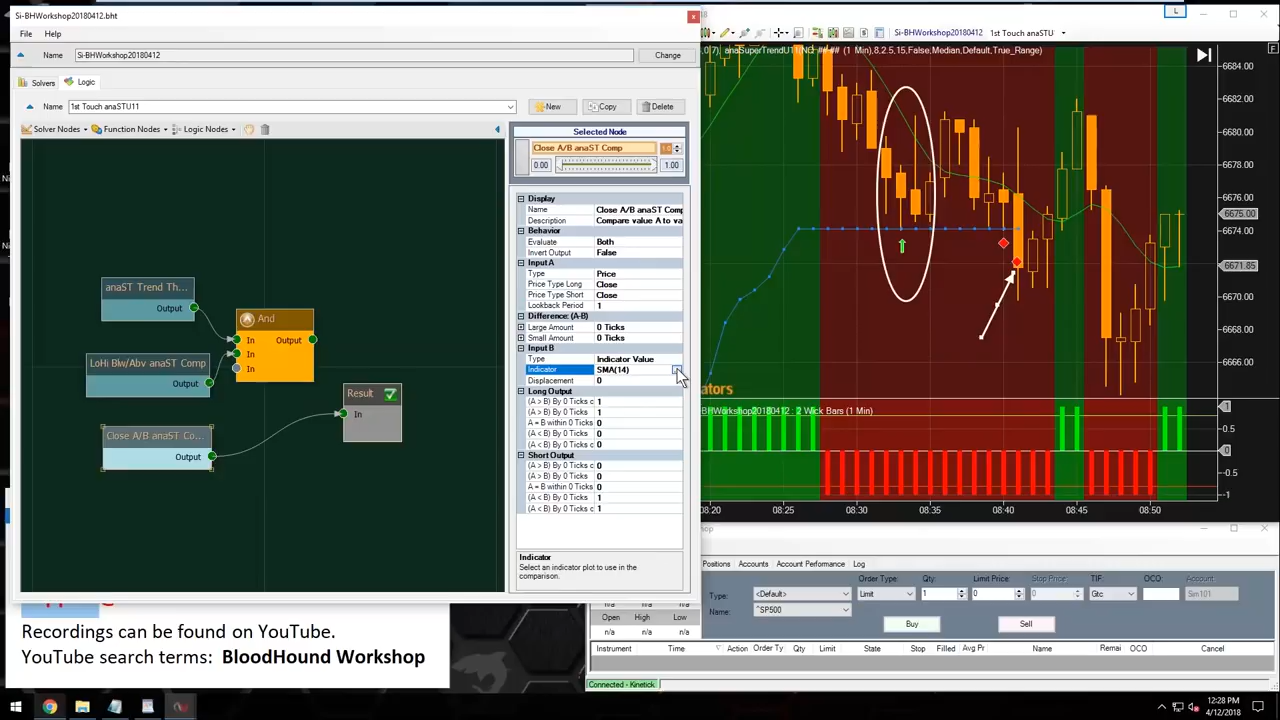 Si-BHWorkshop20180412.bht
File Help
Name Si-BHWorkshop20180412 Change
Solvers Logic
Name 1st Touch anaSTU11 New Copy Delete
Solver Nodes Function Nodes Logic Nodes
Selected Node
Close A/B anaST Comp 1.0
0.00 1.00
Display
Name Close A/B anaST Comp
Description Compare value A to va
Behavior
Evaluate Both
Invert Output False
Input A
Type Price
Price Type Long Close
Price Type Short Close
Lookback Period 1
Difference: (A-B)
Large Amount 0 Ticks
Small Amount 0 Ticks
Input B
Type Indicator Value
Indicator SMA(14)
Displacement 0
Long Output
(A > B) By 0 Ticks c 1
(A > B) By 0 Ticks 1
A = B within 0 Ticks 0
(A < B) By 0 Ticks 0
(A < B) By 0 Ticks c 0
Short Output
(A > B) By 0 Ticks c 0
(A > B) By 0 Ticks 0
A = B within 0 Ticks 0
(A < B) By 0 Ticks 1
(A < B) By 0 Ticks c 1
Indicator
Select an indicator plot to use in the
comparison.
anaST Trend Th...
Output
And
In Output
In
In
LoHi Blw/Abv anaST Comp
Output
Result
In
Close A/B anaST Co...
Output
Si-BHWorkshop20180412 1st Touch anaSTU
(1 Min),8,2.5,15,Median,Default,True_Range)
F
6684.00
6682.00
6680.00
6678.00
6676.00
6675.00
6674.00
6671.85
6670.00
6668.00
6666.00
-BHWorkshop20180412 : 2 Wick Bars (1 Min)
1
0.5
0
-0.5
-1
08:20 08:25 08:30 08:35 08:40 08:45 08:50
Positions Accounts Account Performance Log
Order Type: Qty: Limit Price: Stop Price: TIF: OCO: Account:
Type: <Default> Limit 1 0 0 Gtc Sim101
Name: ^SP500
n/a n/a n/a
Open High Low
n/a n/a n/a
Buy Sell
Instrument Time Action Order Ty Qty Limit State Stop Filled Avg Pr Name Remai OCO Cancel
Connected - Kinetick
Recordings can be found on YouTube.
YouTube search terms: BloodHound Workshop
12:28 PM
4/12/2018